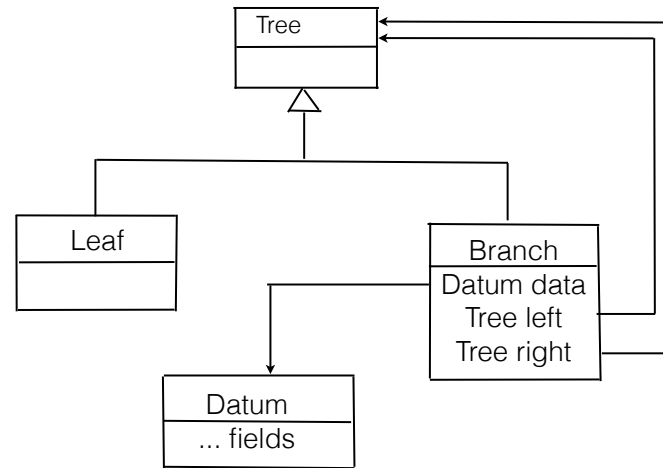 Tree
Leaf
Branch
Datum data
Tree left
Tree right
Datum
... fields